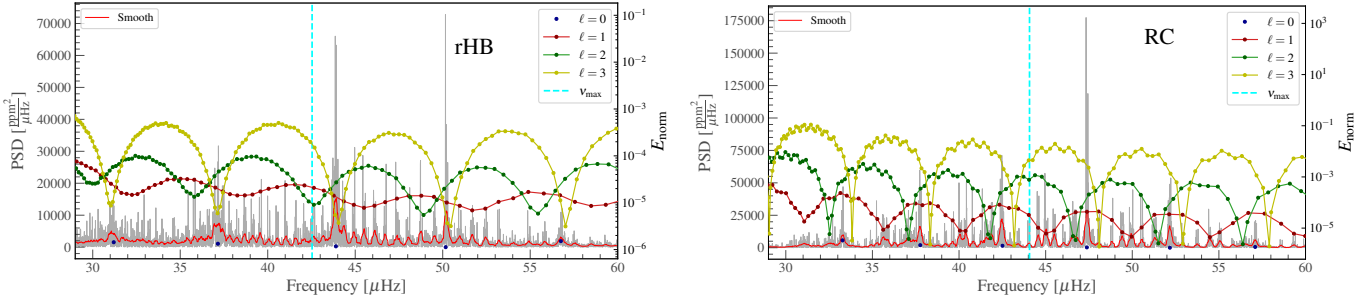 Smooth
rHB
ℓ = 0
ℓ = 1
ℓ = 2
ℓ = 3
ν_max
70000
60000
50000
40000
30000
20000
10000
0
PSD [ppm²/μHz]
10⁻¹
10⁻²
10⁻³
10⁻⁴
10⁻⁵
10⁻⁶
E_norm
30 35 40 45 50 55 60
Frequency [μHz]
Smooth
RC
ℓ = 0
ℓ = 1
ℓ = 2
ℓ = 3
ν_max
175000
150000
125000
100000
75000
50000
25000
0
PSD [ppm²/μHz]
10³
10¹
10⁻¹
10⁻³
10⁻⁵
E_norm
30 35 40 45 50 55 60
Frequency [μHz]